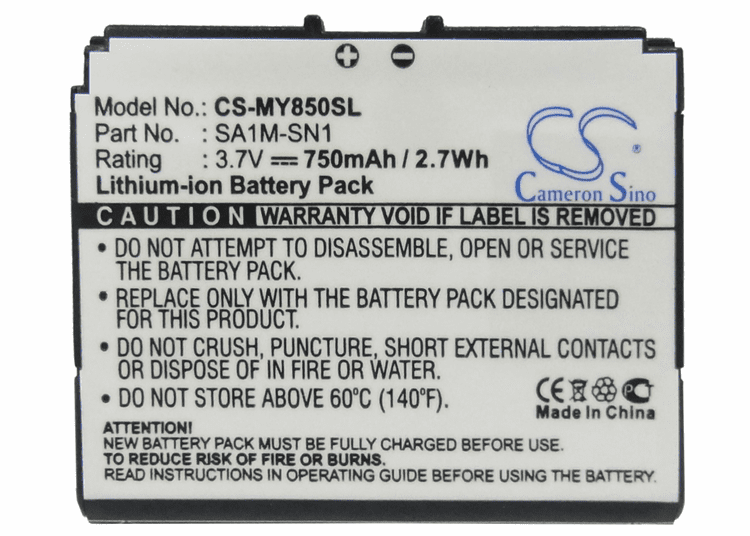 Model No.: CS-MY850SL
Part No. : SA1M-SN1
Rating : 3.7V 750mAh / 2.7Wh
Lithium-ion Battery Pack
Cameron Sino
CAUTION WARRANTY VOID IF LABEL IS REMOVED
• DO NOT ATTEMPT TO DISASSEMBLE, OPEN OR SERVICE
THE BATTERY PACK.
• REPLACE ONLY WITH THE BATTERY PACK DESIGNATED
FOR THIS PRODUCT.
• DO NOT CRUSH, PUNCTURE, SHORT EXTERNAL CONTACTS
OR DISPOSE OF IN FIRE OR WATER.
• DO NOT STORE ABOVE 60°C (140°F).
CE PCT
Made In China
ATTENTION:
NEW BATTERY PACK MUST BE FULLY CHARGED BEFORE USE.
TO REDUCE RISK OF FIRE OR BURNS.
READ INSTRUCTIONS IN OPERATING GUIDE BEFORE USING.